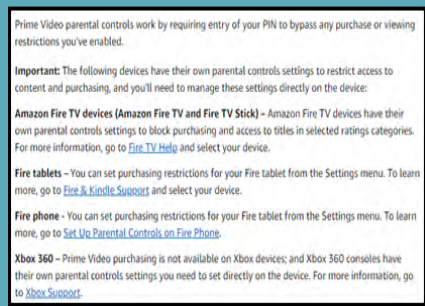 Prime Video parental controls work by requiring entry of your PIN to bypass any purchase or viewing
restrictions you've enabled.
Important: The following devices have their own parental controls settings to restrict access to
content and purchasing, and you'll need to manage these settings directly on the device:
Amazon Fire TV devices (Amazon Fire TV and Fire TV Stick) – Amazon Fire TV devices have their
own parental controls settings to block purchasing and access to titles in selected ratings categories.
For more information, go to Fire TV Help and select your device.
Fire tablets – You can set purchasing restrictions for your Fire tablet from the Settings menu. To learn
more, go to Fire & Kindle Support and select your device.
Fire phone - You can set purchasing restrictions for your Fire tablet from the Settings menu. To learn
more, go to Set Up Parental Controls on Fire Phone.
Xbox 360 – Prime Video purchasing is not available on Xbox devices; and Xbox 360 consoles have
their own parental controls settings you need to set directly on the device. For more information, go
to Xbox Support.